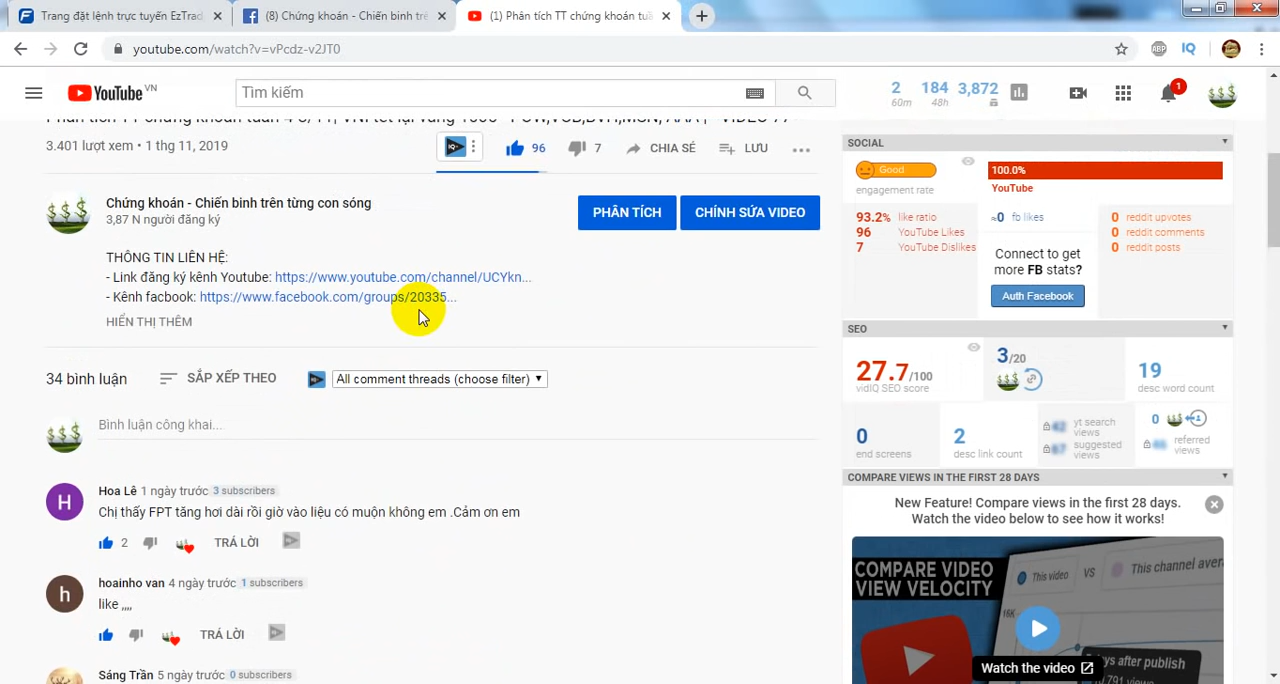 Trang đặt lệnh trực tuyến EzTrad
(8) Chứng khoán - Chiến binh trê
(1) Phân tích TT chứng khoán tuầ
youtube.com/watch?v=vPcdz-v2JT0
ABP
IQ
YouTube VN
Tìm kiếm
2 184 3,872
60m 48h
1
3.401 lượt xem • 1 thg 11, 2019
IQ
96
7
CHIA SẺ
LƯU
Chứng khoán - Chiến binh trên từng con sóng
3,87 N người đăng ký
PHÂN TÍCH
CHỈNH SỬA VIDEO
THÔNG TIN LIÊN HỆ:
- Link đăng ký kênh Youtube: https://www.youtube.com/channel/UCYkn...
- Kênh facbook: https://www.facebook.com/groups/20335...
HIỂN THỊ THÊM
34 bình luận
SẮP XẾP THEO
All comment threads (choose filter)
Bình luận công khai...
H
Hoa Lê 1 ngày trước 3 subscribers
Chị thấy FPT tăng hơi dài rồi giờ vào liệu có muộn không em .Cảm ơn em
2
TRẢ LỜI
h
hoainho van 4 ngày trước 1 subscribers
like ,,,,
TRẢ LỜI
Sáng Trần 5 ngày trước 0 subscribers
SOCIAL
Good
engagement rate
100.0%
YouTube
93.2% like ratio
96 YouTube Likes
7 YouTube Dislikes
≈0 fb likes
Connect to get
more FB stats?
Auth Facebook
0 reddit upvotes
0 reddit comments
0 reddit posts
SEO
27.7/100
vidIQ SEO score
3/20
19
desc word count
0
end screens
2
desc link count
yt search
views
suggested
views
0
referred
views
COMPARE VIEWS IN THE FIRST 28 DAYS
New Feature! Compare views in the first 28 days.
Watch the video below to see how it works!
COMPARE VIDEO
VIEW VELOCITY
This video
VS
This channel avera
16K
Watch the video
after publish